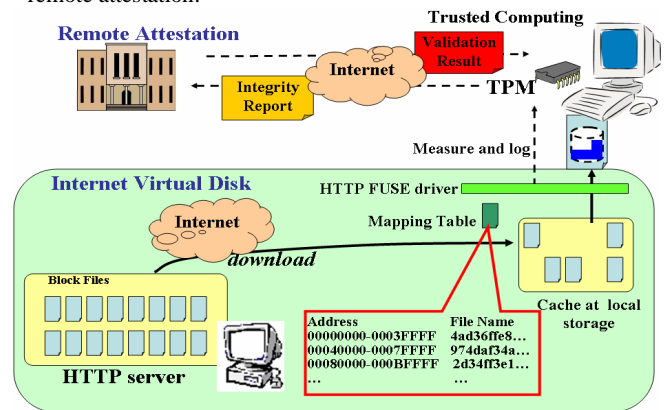 remote attestation.
Trusted Computing
Remote Attestation
Validation
Result
Internet
Integrity
Report
TPM
Measure and log
Internet Virtual Disk
HTTP FUSE driver
Internet
Mapping Table
download
Block Files
Cache at local
storage
Address File Name
00000000-0003FFFF 4ad36ffe8...
00040000-0007FFFF 974daf34a...
00080000-000BFFFF 2d34ff3e1...
... ...
HTTP server